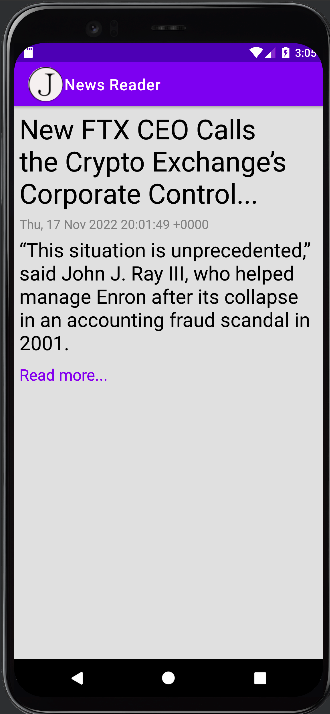 3:05
J
News Reader
New FTX CEO Calls
the Crypto Exchange’s
Corporate Control...
Thu, 17 Nov 2022 20:01:49 +0000
“This situation is unprecedented,”
said John J. Ray III, who helped
manage Enron after its collapse
in an accounting fraud scandal in
2001.
Read more...